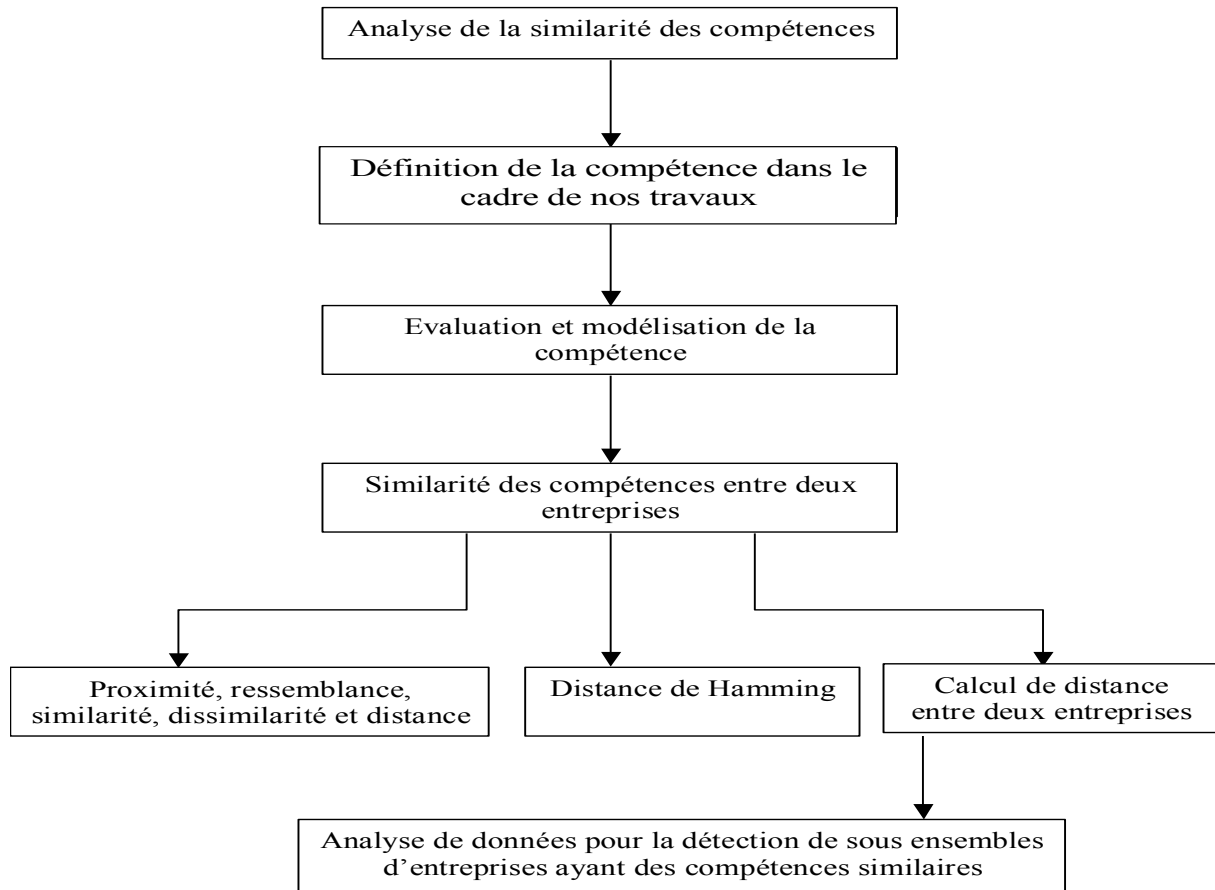 Analyse de la similarité des compétences
Définition de la compétence dans le
cadre de nos travaux
Evaluation et modélisation de la
compétence
Similarité des compétences entre deux
entreprises
Proximité, ressemblance,
similarité, dissimilarité et distance
Distance de Hamming
Calcul de distance
entre deux entreprises
Analyse de données pour la détection de sous ensembles
d’entreprises ayant des compétences similaires